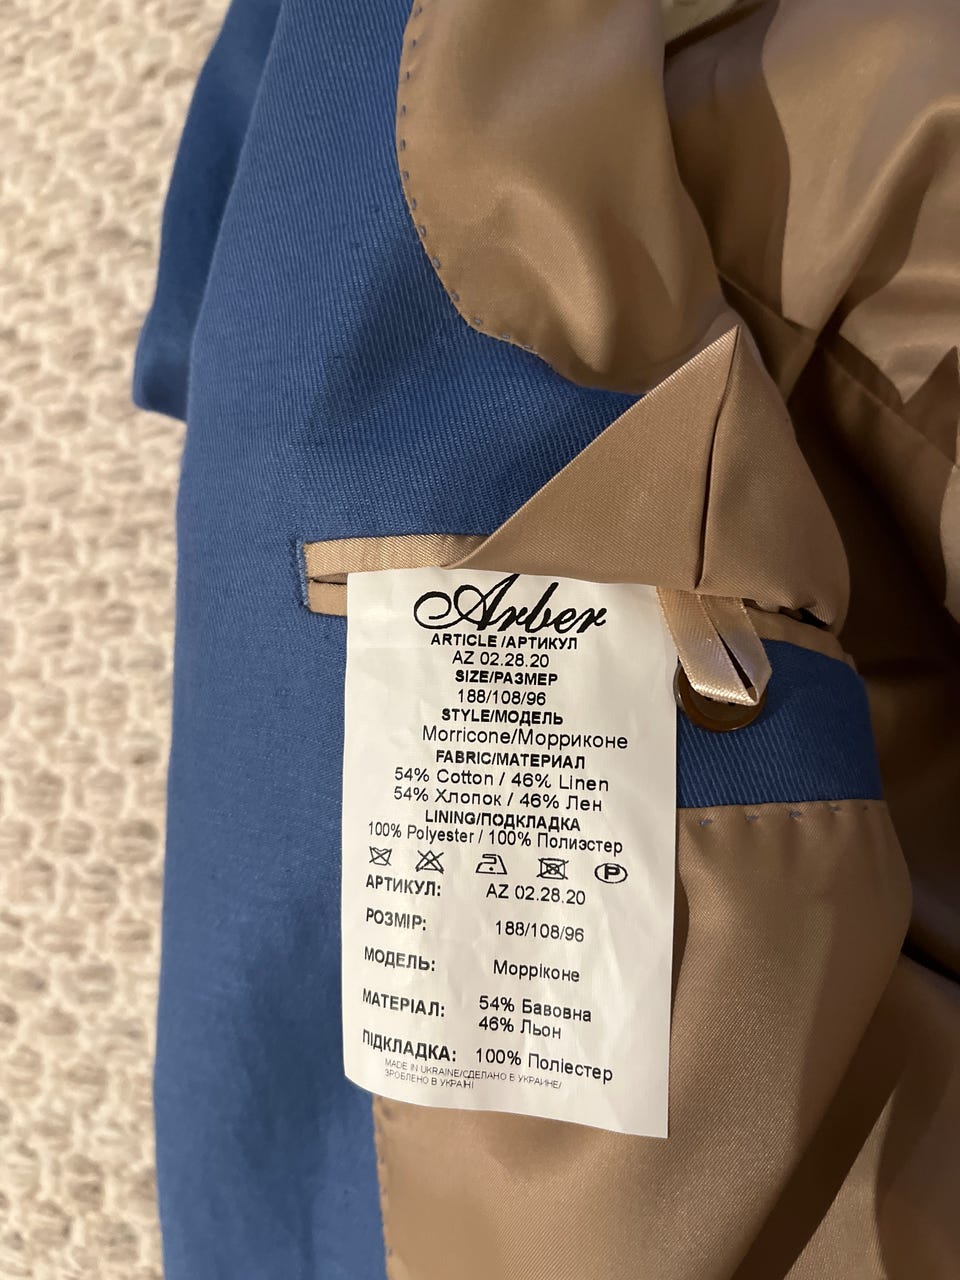 Arber
ARTICLE /АРТИКУЛ
AZ 02.28.20
SIZE/РАЗМЕР
188/108/96
STYLE/МОДЕЛЬ
Morricone/Морриконе
FABRIC/МАТЕРИАЛ
54% Cotton / 46% Linen
54% Хлопок / 46% Лен
LINING/ПОДКЛАДКА
100% Polyester / 100% Полиэстер
P
АРТИКУЛ: AZ 02.28.20
РОЗМІР: 188/108/96
МОДЕЛЬ: Морріконе
МАТЕРІАЛ: 54% Бавовна
46% Льон
ПІДКЛАДКА: 100% Поліестер
MADE IN UKRAINE/СДЕЛАНО В УКРАИНЕ/
ЗРОБЛЕНО В УКРАЇНІ